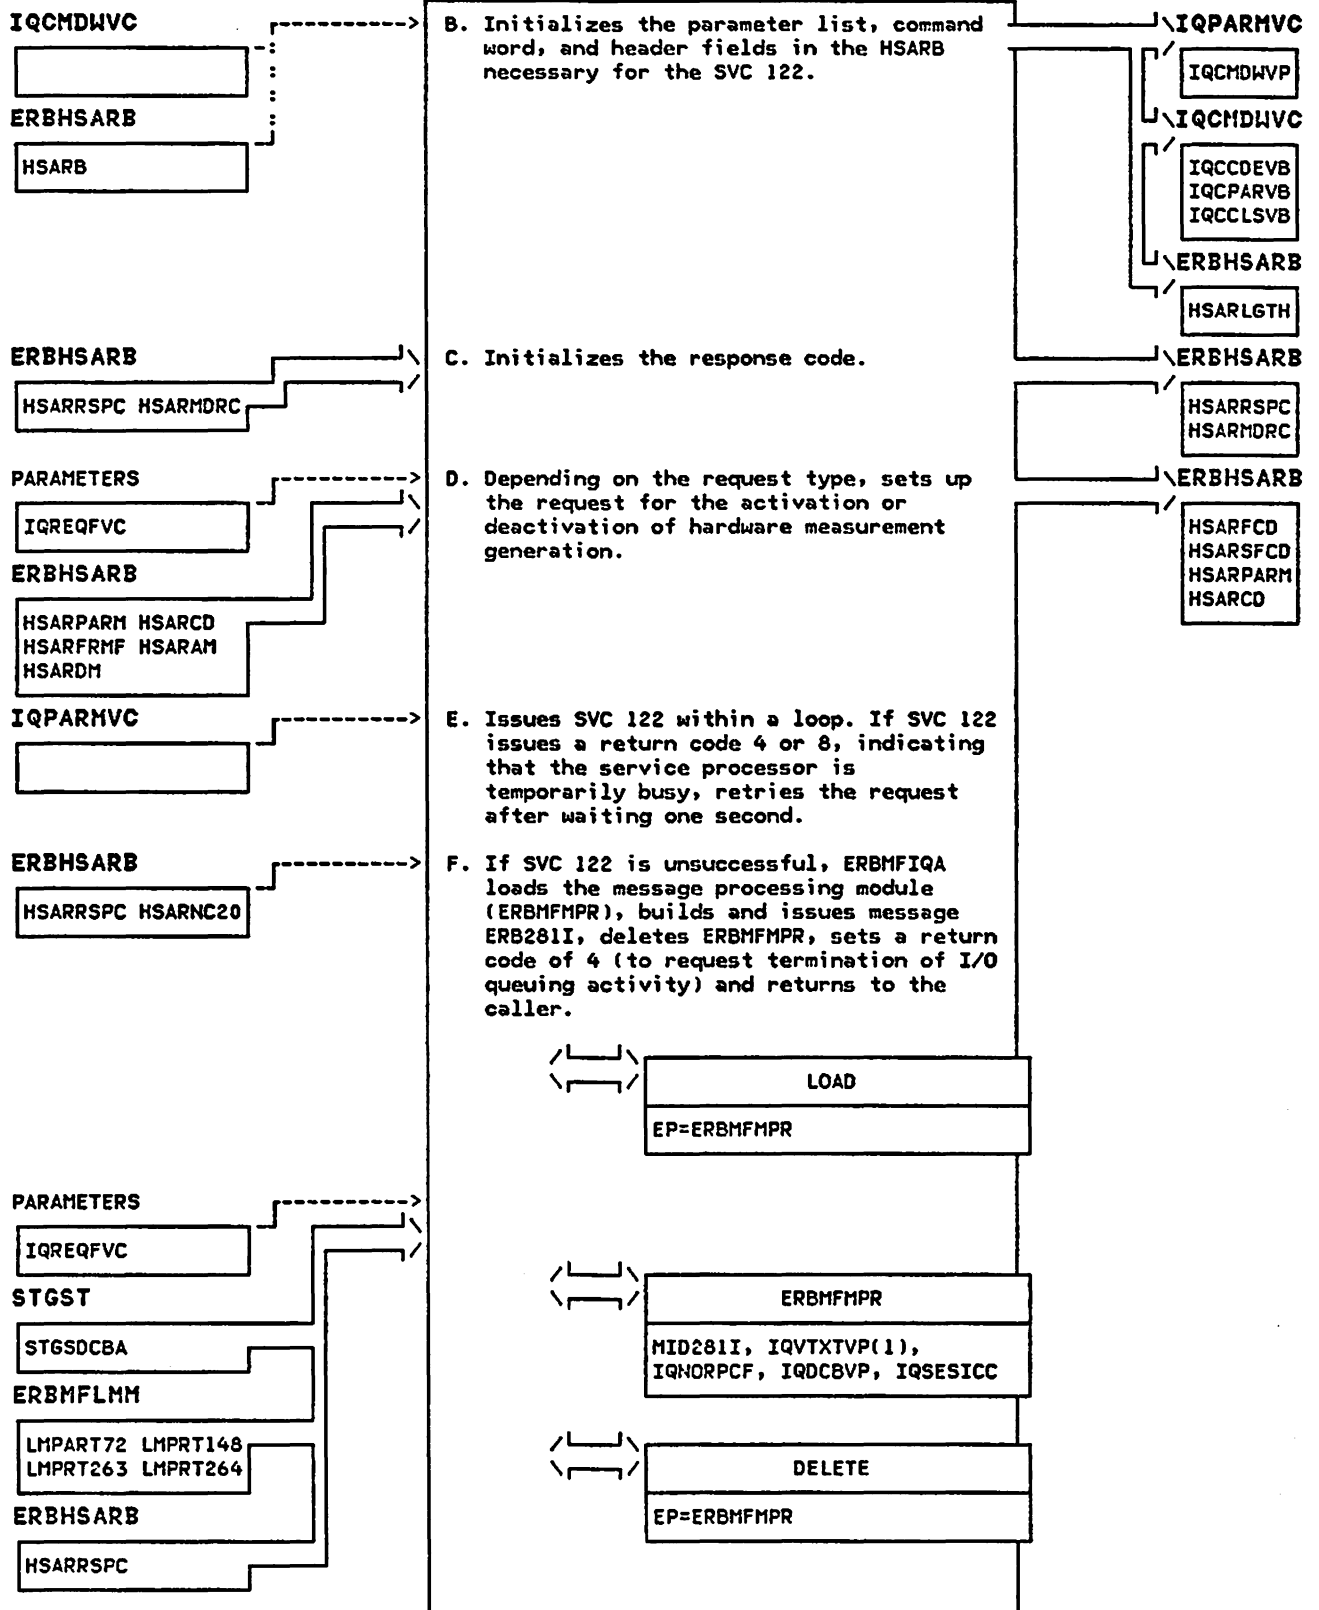 IQCMDWVC
ERBHSARB
HSARB
B. Initializes the parameter list, command
word, and header fields in the HSARB
necessary for the SVC 122.
IQPARMVC
IQCMDWVP
IQCMDWVC
IQCCDEVB
IQCPARVB
IQCCLSVB
ERBHSARB
HSARLGTH
ERBHSARB
HSARRSPC HSARMDRC
C. Initializes the response code.
ERBHSARB
HSARRSPC
HSARMDRC
PARAMETERS
IQREQFVC
ERBHSARB
HSARPARM HSARCD
HSARFRMF HSARAM
HSARDM
D. Depending on the request type, sets up
the request for the activation or
deactivation of hardware measurement
generation.
ERBHSARB
HSARFCD
HSARSFCD
HSARPARM
HSARCD
IQPARMVC
E. Issues SVC 122 within a loop. If SVC 122
issues a return code 4 or 8, indicating
that the service processor is
temporarily busy, retries the request
after waiting one second.
ERBHSARB
HSARRSPC HSARNC20
F. If SVC 122 is unsuccessful, ERBMFIQA
loads the message processing module
(ERBMFMPR), builds and issues message
ERB281I, deletes ERBMFMPR, sets a return
code of 4 (to request termination of I/O
queuing activity) and returns to the
caller.
LOAD
EP=ERBMFMPR
PARAMETERS
IQREQFVC
STGST
STGSDCBA
ERBMFLMM
LMPART72 LMPRT148
LMPRT263 LMPRT264
ERBHSARB
HSARRSPC
ERBMFMPR
MID281I, IQVTXTVP(1),
IQNORPCF, IQDCBVP, IQSESICC
DELETE
EP=ERBMFMPR